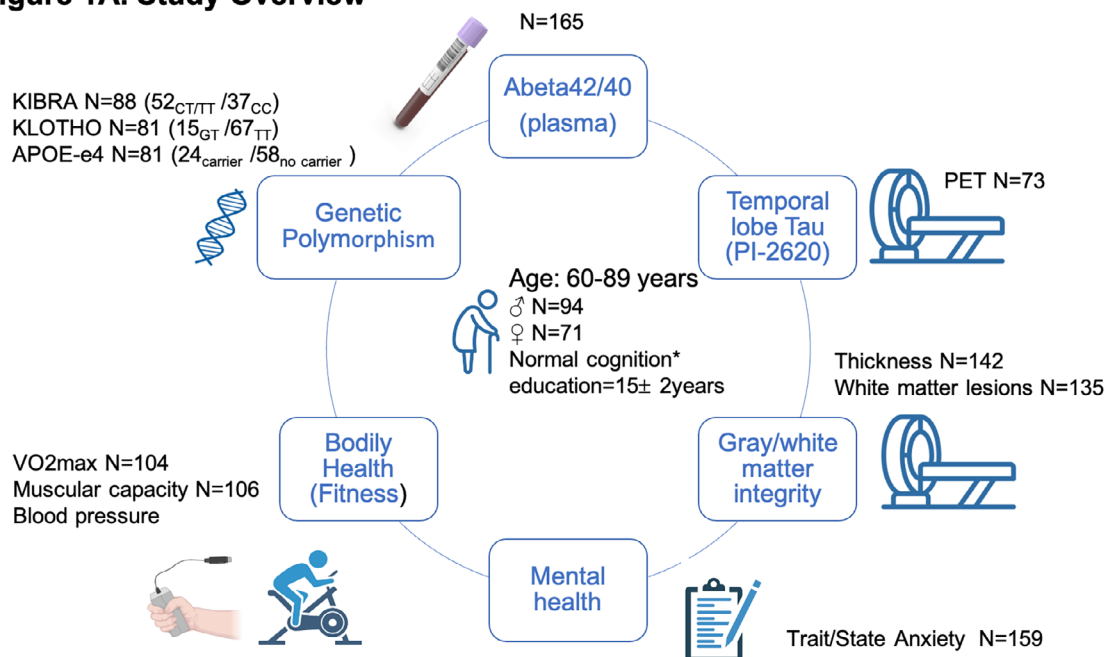 Figure 1A: Study Overview
N=165
Abeta42/40
(plasma)
KIBRA N=88 (52CT/TT /37CC)
KLOTHO N=81 (15GT /67TT)
APOE-e4 N=81 (24carrier /58no carrier )
Genetic
Polymorphism
Temporal
lobe Tau
(PI-2620)
PET N=73
Age: 60-89 years
♂ N=94
♀ N=71
Normal cognition*
education=15± 2years
Thickness N=142
White matter lesions N=135
Gray/white
matter
integrity
Bodily
Health
(Fitness)
VO2max N=104
Muscular capacity N=106
Blood pressure
Mental
health
Trait/State Anxiety N=159